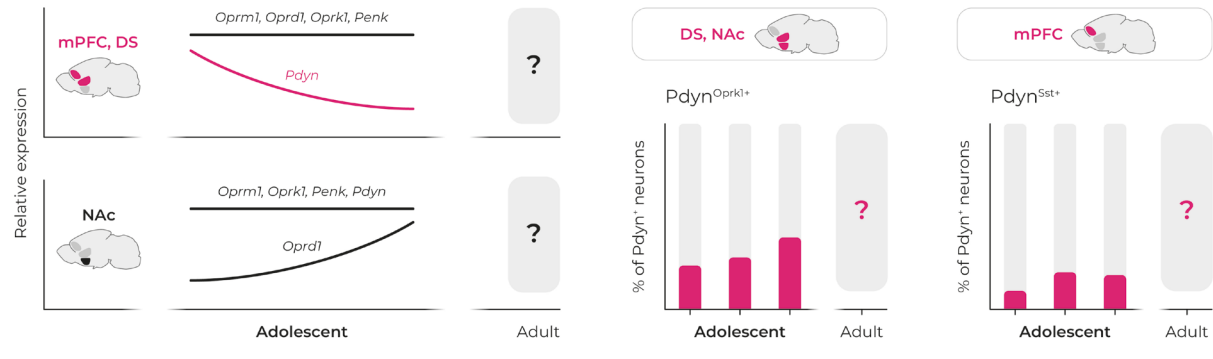 Relative expression
mPFC, DS
Oprm1, Oprd1, Oprk1, Penk
Pdyn
?
NAc
Oprm1, Oprk1, Penk, Pdyn
Oprd1
?
Adolescent
Adult
DS, NAc
Pdyn^Oprk1+
% of Pdyn⁺ neurons
?
Adolescent
Adult
mPFC
Pdyn^Sst+
% of Pdyn⁺ neurons
?
Adolescent
Adult